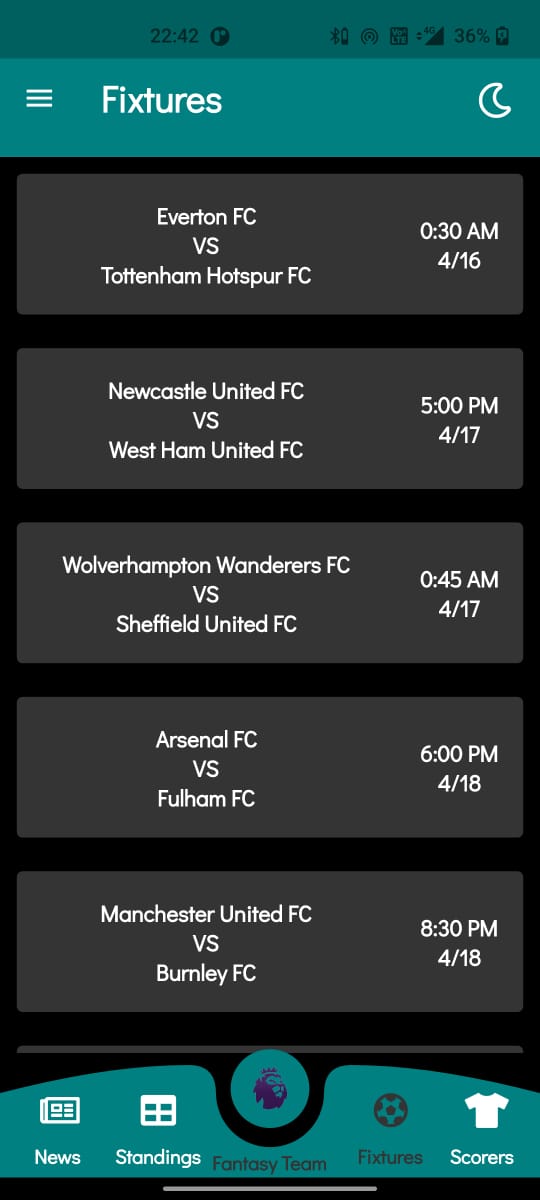 22:42
Vo)) LTE
4G
36%
Fixtures
Everton FC
VS
Tottenham Hotspur FC
0:30 AM
4/16
Newcastle United FC
VS
West Ham United FC
5:00 PM
4/17
Wolverhampton Wanderers FC
VS
Sheffield United FC
0:45 AM
4/17
Arsenal FC
VS
Fulham FC
6:00 PM
4/18
Manchester United FC
VS
Burnley FC
8:30 PM
4/18
News
Standings
Fantasy Team
Fixtures
Scorers